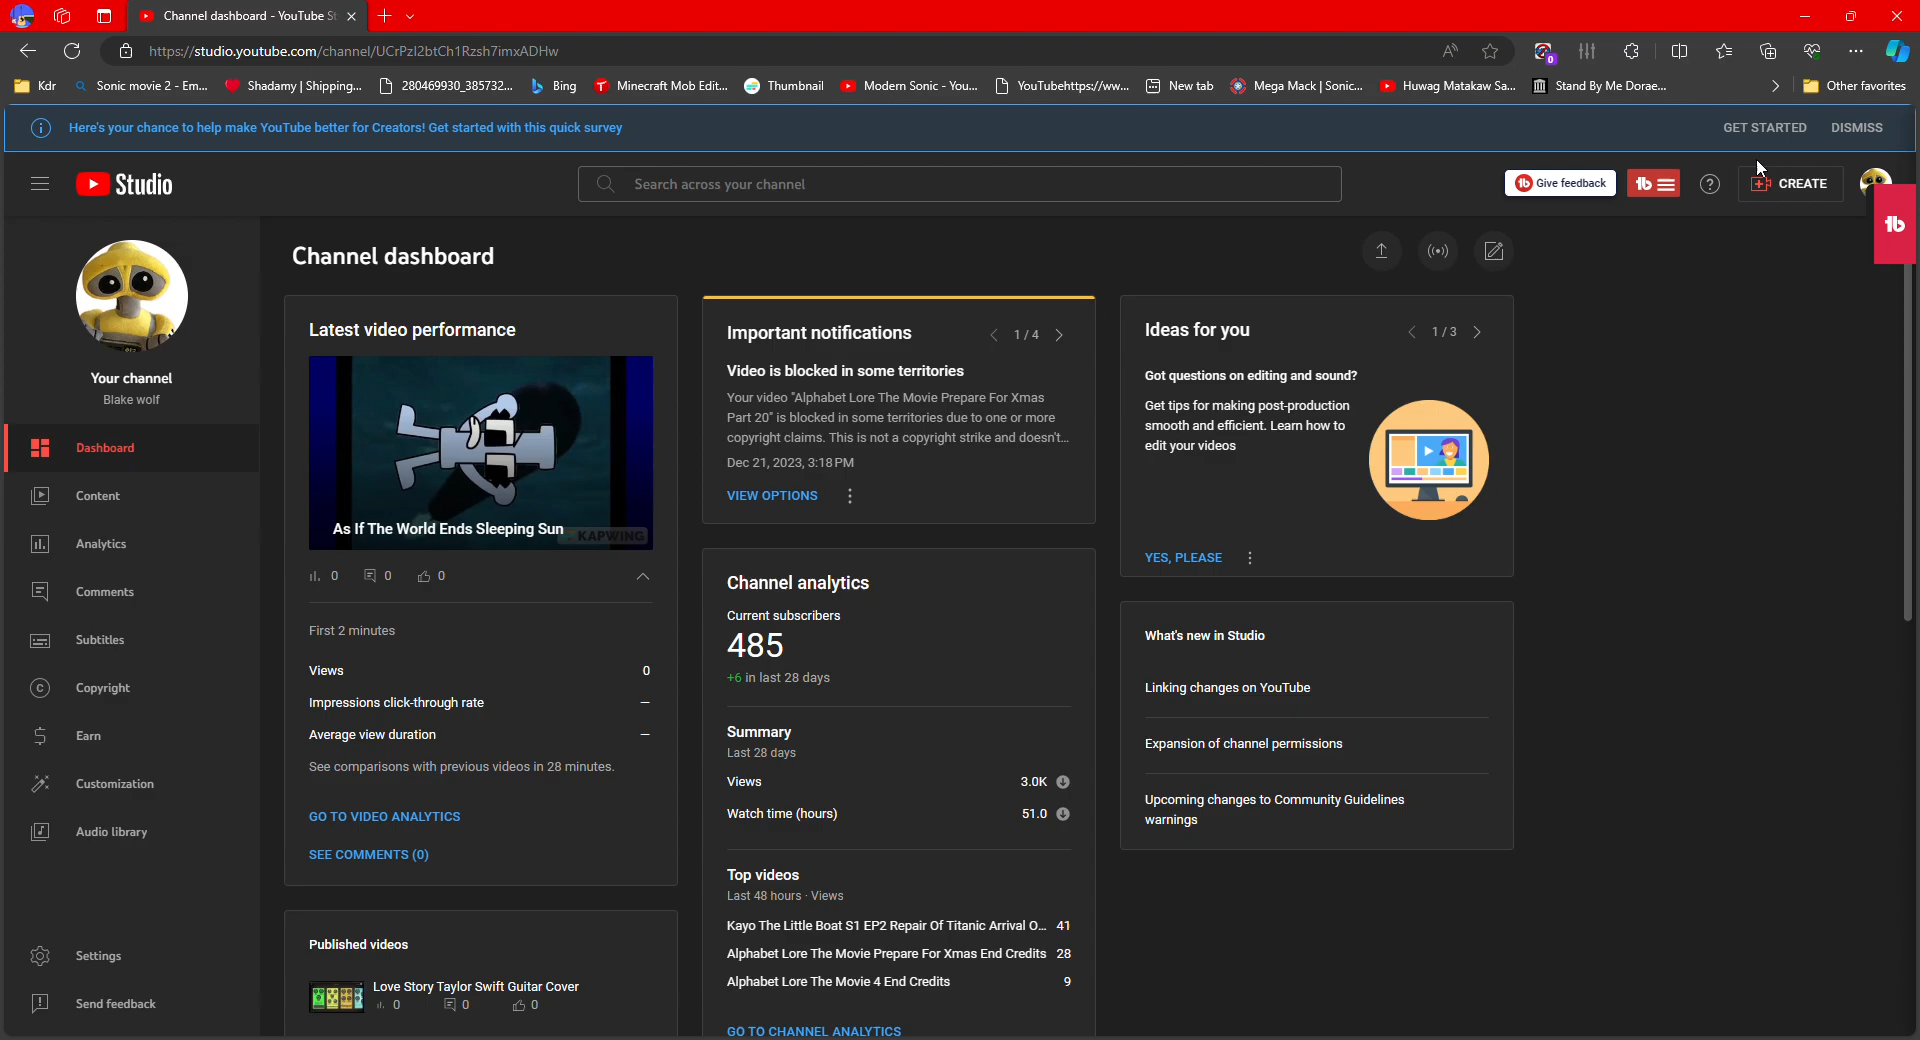 Channel dashboard - YouTube S
https://studio.youtube.com/channel/UCrPzI2btCh1Rzsh7imxADHw
0
Kdr
Sonic movie 2 - Em...
Shadamy | Shipping...
280469930_385732...
Bing
Minecraft Mob Edit...
Thumbnail
Modern Sonic - You...
YouTubehttps://ww...
New tab
Mega Mack | Sonic...
Huwag Matakaw Sa...
Stand By Me Dorae...
Other favorites
Here's your chance to help make YouTube better for Creators! Get started with this quick survey
GET STARTED
DISMISS
Studio
Search across your channel
Give feedback
CREATE
Your channel
Blake wolf
Dashboard
Content
Analytics
Comments
Subtitles
Copyright
Earn
Customization
Audio library
Settings
Send feedback
Channel dashboard
Latest video performance
As If The World Ends Sleeping Sun
KAPWING
0 0 0
First 2 minutes
Views 0
Impressions click-through rate —
Average view duration —
See comparisons with previous videos in 28 minutes.
GO TO VIDEO ANALYTICS
SEE COMMENTS (0)
Published videos
Love Story Taylor Swift Guitar Cover
0 0 0
Important notifications
1 / 4
Video is blocked in some territories
Your video "Alphabet Lore The Movie Prepare For Xmas
Part 20" is blocked in some territories due to one or more
copyright claims. This is not a copyright strike and doesn't...
Dec 21, 2023, 3:18 PM
VIEW OPTIONS
Channel analytics
Current subscribers
485
+6 in last 28 days
Summary
Last 28 days
Views 3.0K
Watch time (hours) 51.0
Top videos
Last 48 hours · Views
Kayo The Little Boat S1 EP2 Repair Of Titanic Arrival O... 41
Alphabet Lore The Movie Prepare For Xmas End Credits 28
Alphabet Lore The Movie 4 End Credits 9
GO TO CHANNEL ANALYTICS
Ideas for you
1 / 3
Got questions on editing and sound?
Get tips for making post-production
smooth and efficient. Learn how to
edit your videos
YES, PLEASE
What's new in Studio
Linking changes on YouTube
Expansion of channel permissions
Upcoming changes to Community Guidelines
warnings